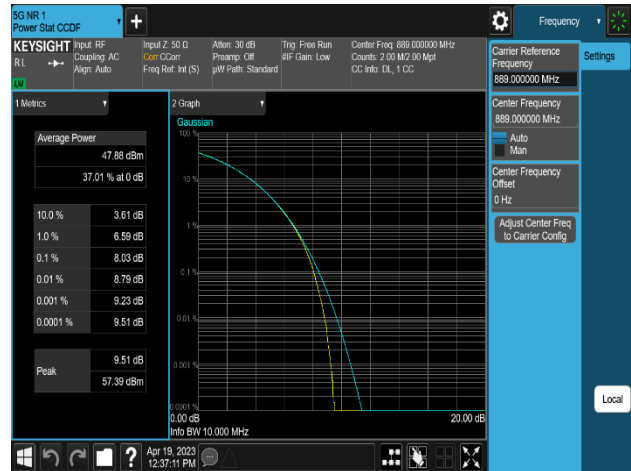 5G NR 1
Power Stat CCDF
Frequency
KEYSIGHT
RL
LW
Input: RF
Coupling: AC
Align: Auto
Input Z: 50 Ω
Corr CCorr
Freq Ref: Int (S)
Atten: 30 dB
Preamp: Off
µW Path: Standard
Trig: Free Run
#IF Gain: Low
Center Freq: 889.000000 MHz
Counts: 2.00 M/2.00 Mpt
CC Info: DL, 1 CC
1 Metrics
Average Power
47.88 dBm
37.01 % at 0 dB
10.0 % 3.61 dB
1.0 % 6.59 dB
0.1 % 8.03 dB
0.01 % 8.79 dB
0.001 % 9.23 dB
0.0001 % 9.51 dB
Peak
9.51 dB
57.39 dBm
2 Graph
Gaussian
100 %
10 %
1 %
0.1 %
0.01 %
0.001 %
0.0001 %
0.00 dB 20.00 dB
Info BW 10.000 MHz
Carrier Reference
Frequency
889.000000 MHz
Center Frequency
889.000000 MHz
Auto
Man
Center Frequency
Offset
0 Hz
Adjust Center Freq
to Carrier Config
Settings
Local
?
Apr 19, 2023
12:37:11 PM